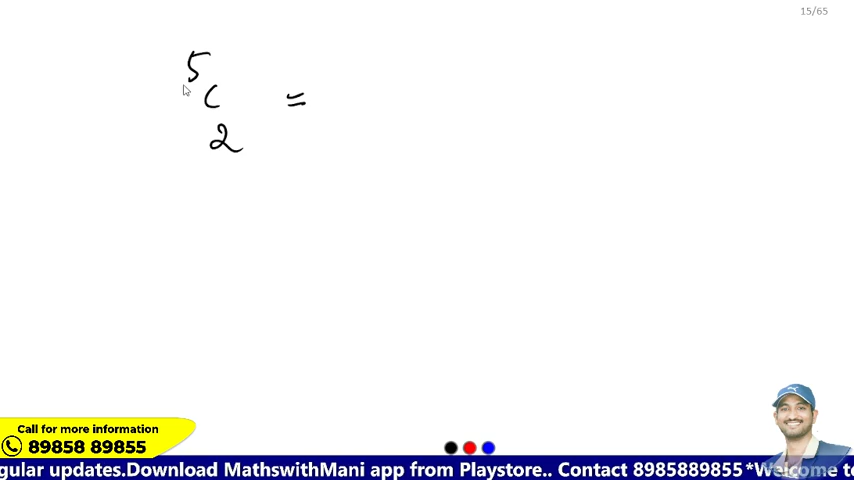 15/65
5
C =
2
Call for more information
89858 89855
gular updates.Download MathswithMani app from Playstore.. Contact 8985889855 *Welcome to